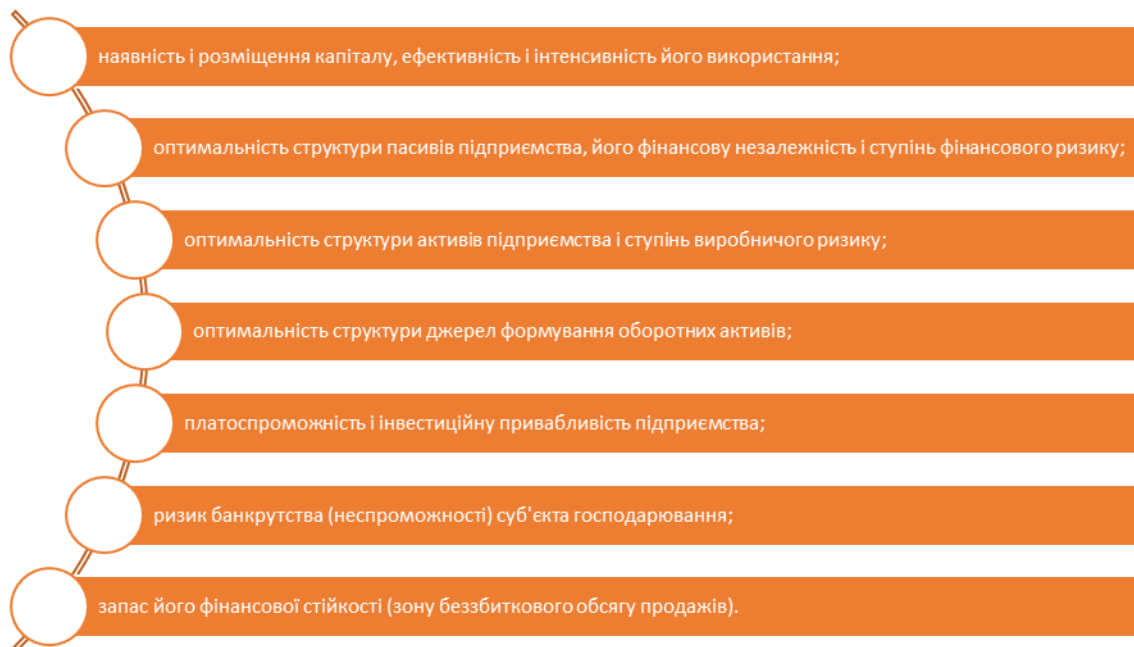 наявність і розміщення капіталу, ефективність і інтенсивність його використання;
оптимальність структури пасивів підприємства, його фінансову незалежність і ступінь фінансового ризику;
оптимальність структури активів підприємства і ступінь виробничого ризику;
оптимальність структури джерел формування оборотних активів;
платоспроможність і інвестиційну привабливість підприємства;
ризик банкрутства (неспроможності) суб'єкта господарювання;
запас його фінансової стійкості (зону беззбиткового обсягу продажів).